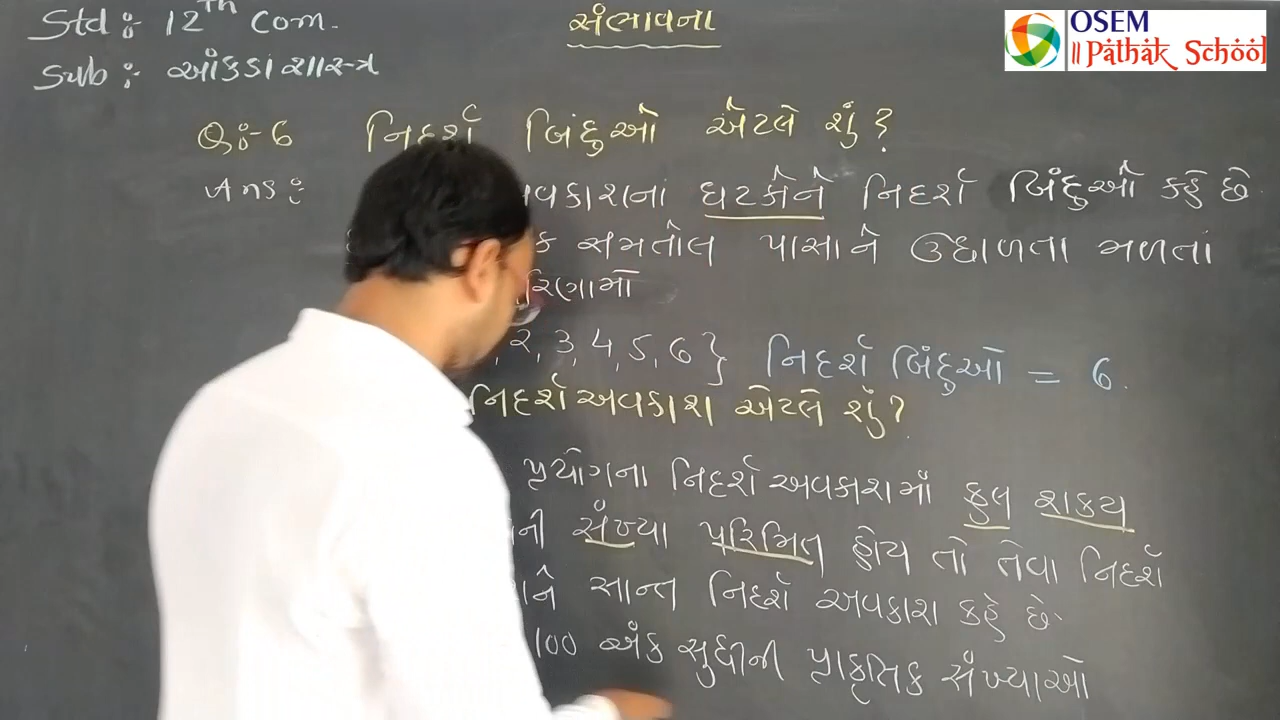 Std : 12th Com.
સંભાવના
OSEM
Pathak School
Sub : આંકડાશાસ્ત્ર
Q:-6 નિદર્શ બિંદુઓ એટલે શું ?
Ans : અવકાશનાં ઘટકોને નિદર્શ બિંદુઓ કહે છે.
સમતોલ પાસાને ઉછાળતા મળતાં
પરિણામો
2, 3, 4, 5, 6 } નિદર્શ બિંદુઓ = 6.
નિદર્શ અવકાશ એટલે શું ?
પ્રયોગના નિદર્શ અવકાશમાં કુલ શક્ય
સંખ્યા પરિમિત હોય તો તેવા નિદર્શ
સાન્ત નિદર્શ અવકાશ કહે છે.
100 અંક સુધીની પ્રાકૃતિક સંખ્યાઓ